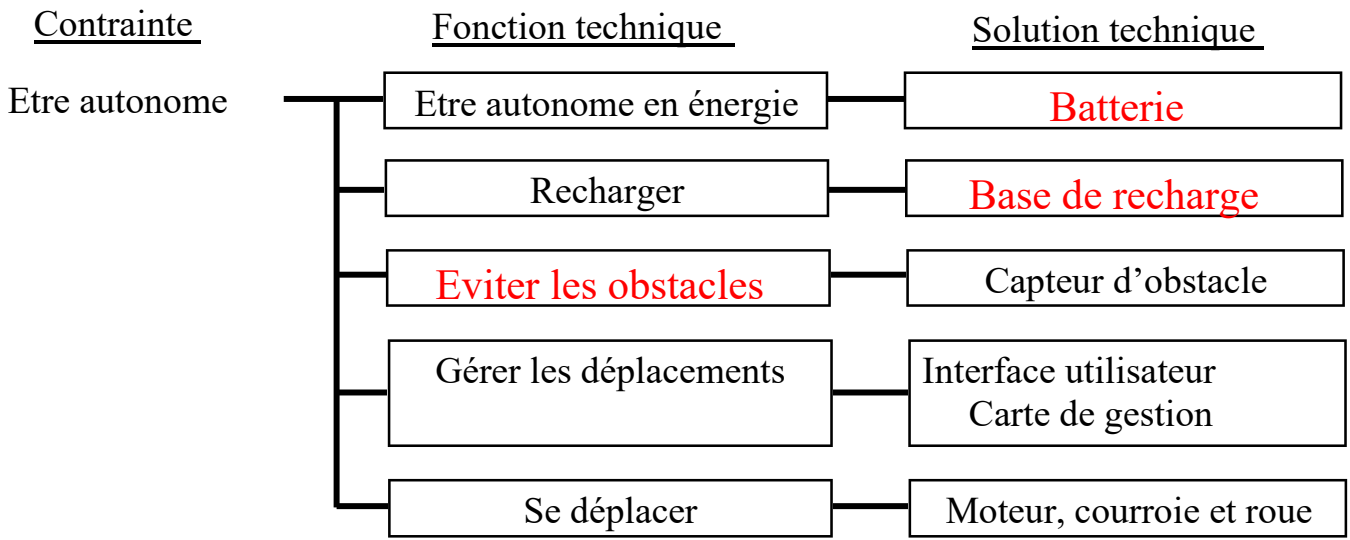 Contrainte
Fonction technique
Solution technique
Etre autonome
Etre autonome en énergie
Batterie
Recharger
Base de recharge
Eviter les obstacles
Capteur d’obstacle
Gérer les déplacements
Interface utilisateur
Carte de gestion
Se déplacer
Moteur, courroie et roue